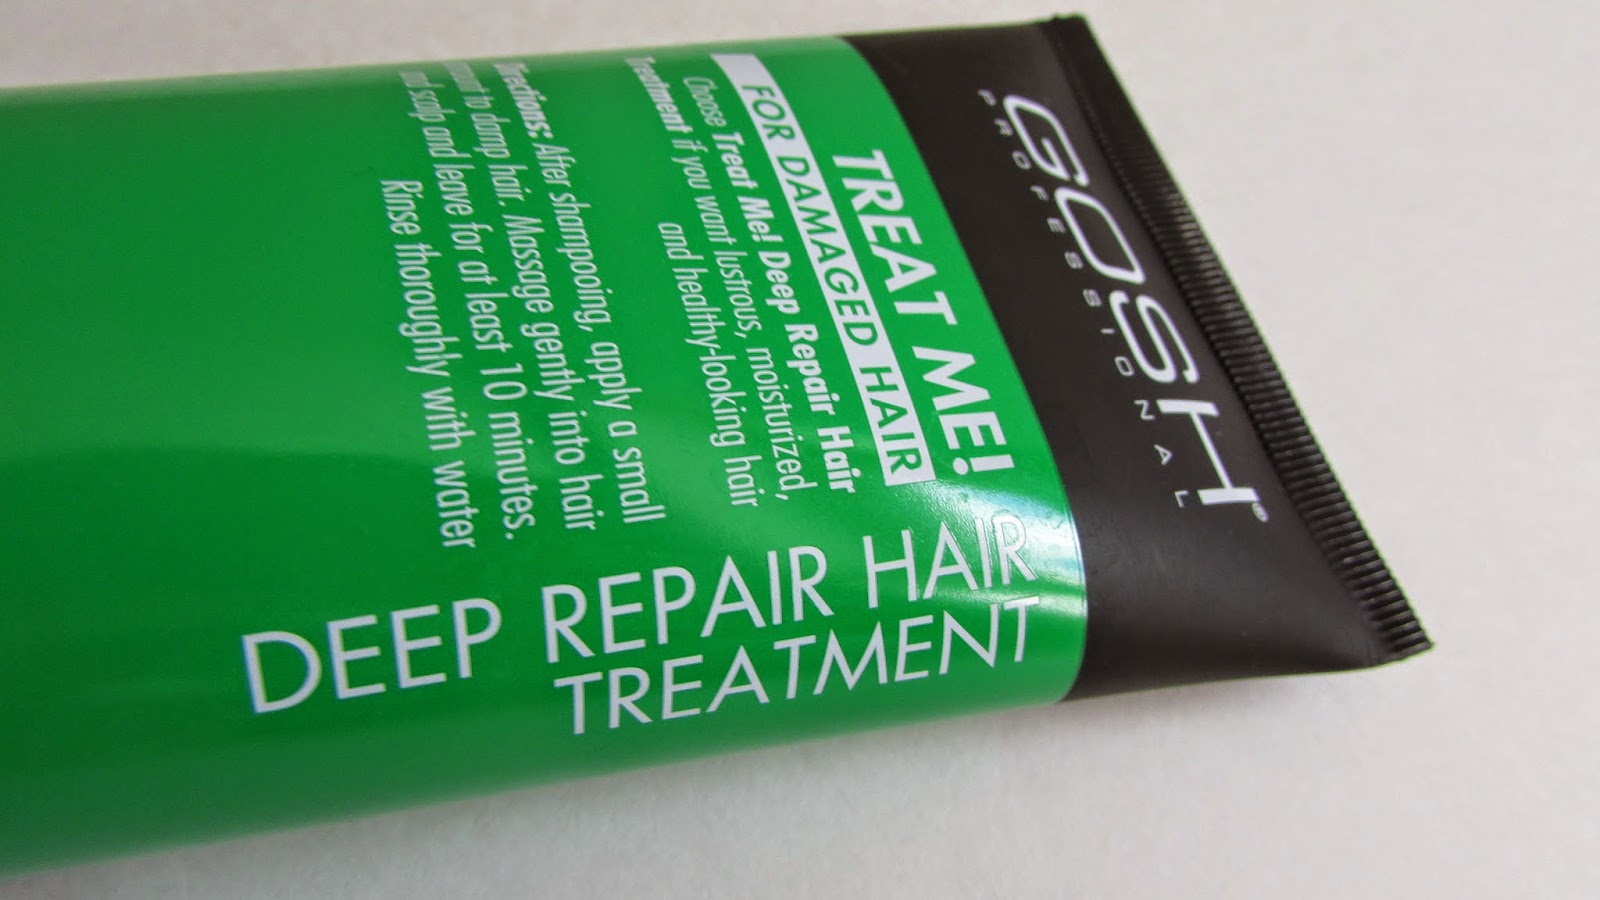 GOSH®
PROFESSIONAL
TREAT ME!
FOR DAMAGED HAIR
Choose Treat Me! Deep Repair Hair
Treatment if you want lustrous, moisturized,
and healthy-looking hair
Directions: After shampooing, apply a small
amount to damp hair. Massage gently into hair
and scalp and leave for at least 10 minutes.
Rinse thoroughly with water
DEEP REPAIR HAIR
TREATMENT